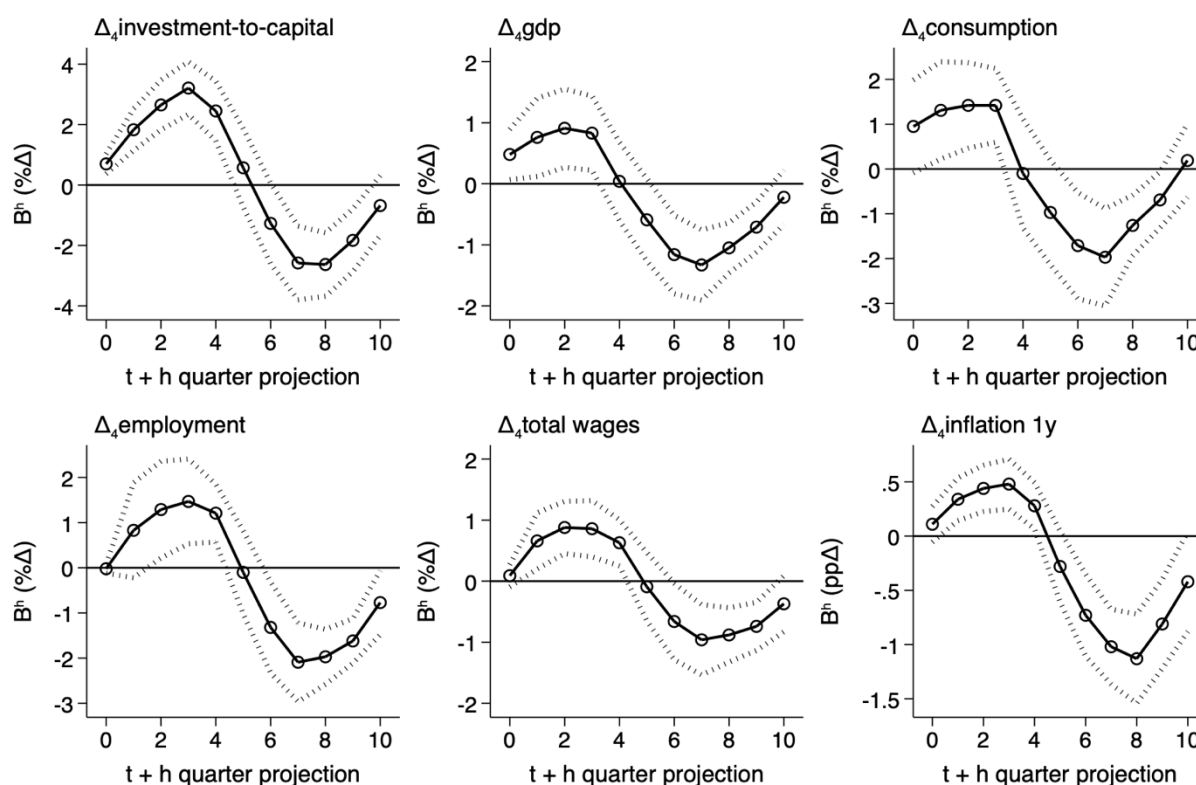 Δ₄investment-to-capital
4
2
0
-2
-4
Bʰ (%Δ)
0 2 4 6 8 10
t + h quarter projection
Δ₄gdp
2
1
0
-1
-2
Bʰ (%Δ)
0 2 4 6 8 10
t + h quarter projection
Δ₄consumption
2
1
0
-1
-2
-3
Bʰ (%Δ)
0 2 4 6 8 10
t + h quarter projection
Δ₄employment
2
1
0
-1
-2
-3
Bʰ (%Δ)
0 2 4 6 8 10
t + h quarter projection
Δ₄total wages
2
1
0
-1
-2
Bʰ (%Δ)
0 2 4 6 8 10
t + h quarter projection
Δ₄inflation 1y
.5
0
-.5
-1
-1.5
Bʰ (ppΔ)
0 2 4 6 8 10
t + h quarter projection